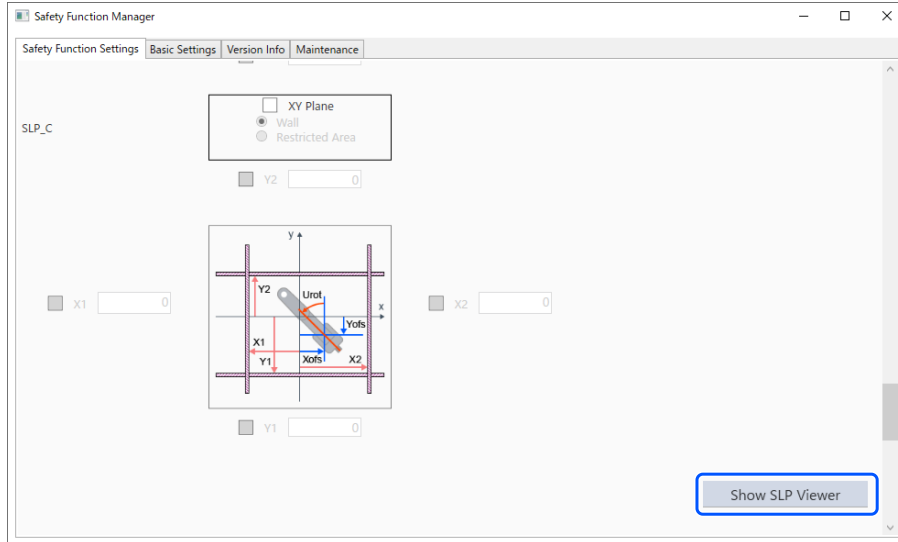 Safety Function Manager
Safety Function Settings Basic Settings Version Info Maintenance
SLP_C
XY Plane
Wall
Restricted Area
Y2 0
y
Y2 Urot
x
Yofs
X1
Y1 Xofs X2
X1 0
X2 0
Y1 0
Show SLP Viewer